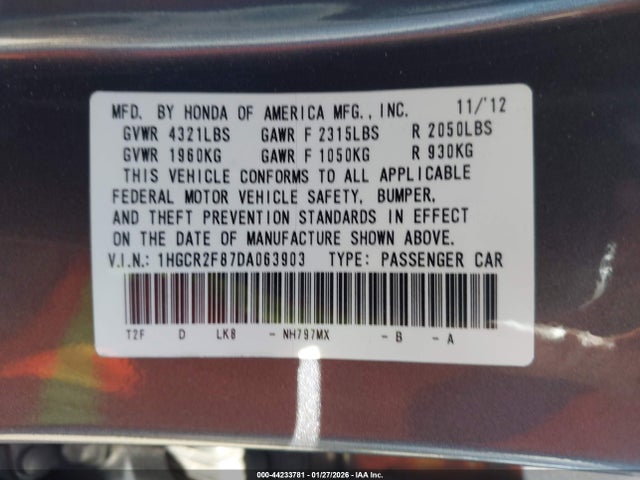 MFD. BY HONDA OF AMERICA MFG., INC. 11/'12
GVWR 4321LBS GAWR F 2315LBS R 2050LBS
GVWR 1960KG GAWR F 1050KG R 930KG
THIS VEHICLE CONFORMS TO ALL APPLICABLE
FEDERAL MOTOR VEHICLE SAFETY, BUMPER,
AND THEFT PREVENTION STANDARDS IN EFFECT
ON THE DATE OF MANUFACTURE SHOWN ABOVE.
V.I.N.: 1HGCR2F87DA063903 TYPE: PASSENGER CAR
T2F D LKB - NH797MX - B - A
000-44233781 - 01/27/2026 - IAA Inc.